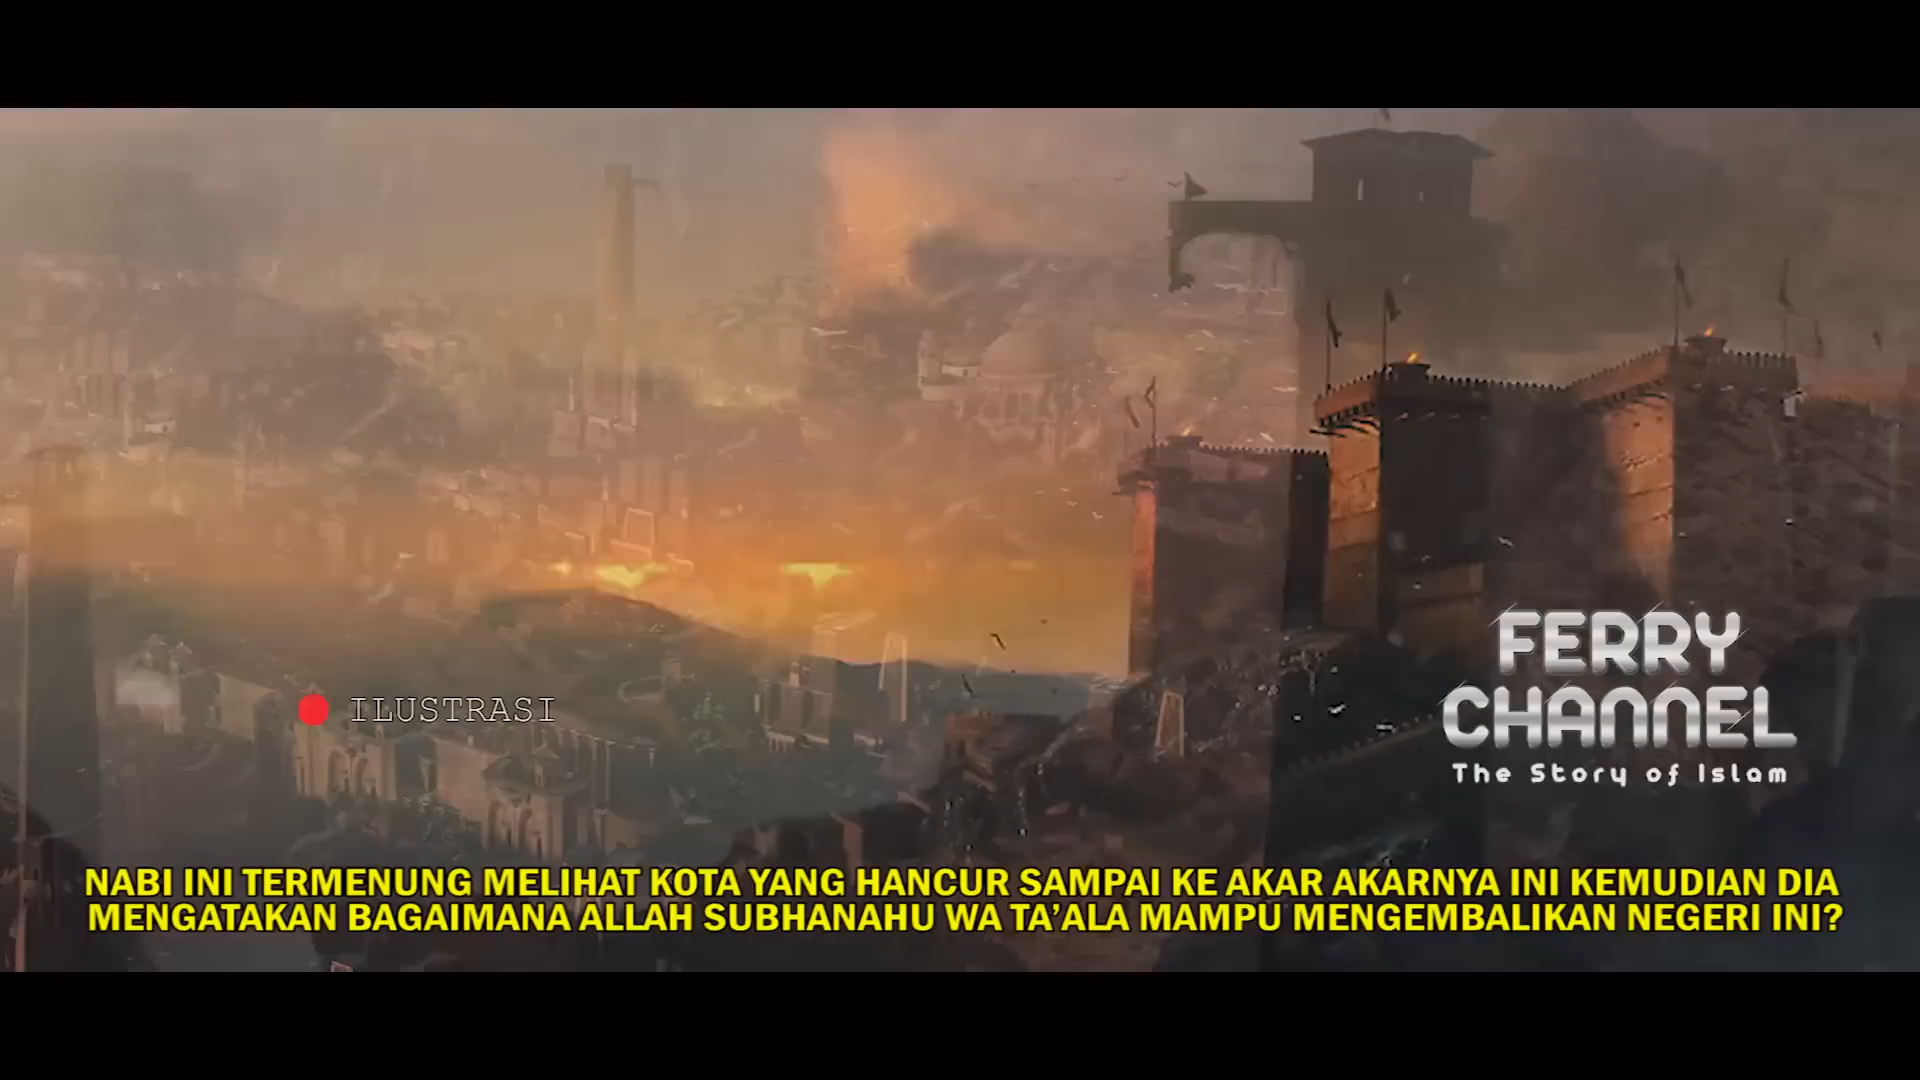 FERRY
CHANNEL
The Story of Islam
ILUSTRASI
NABI INI TERMENUNG MELIHAT KOTA YANG HANCUR SAMPAI KE AKAR AKARNYA INI KEMUDIAN DIA
MENGATAKAN BAGAIMANA ALLAH SUBHANAHU WA TA’ALA MAMPU MENGEMBALIKAN NEGERI INI?